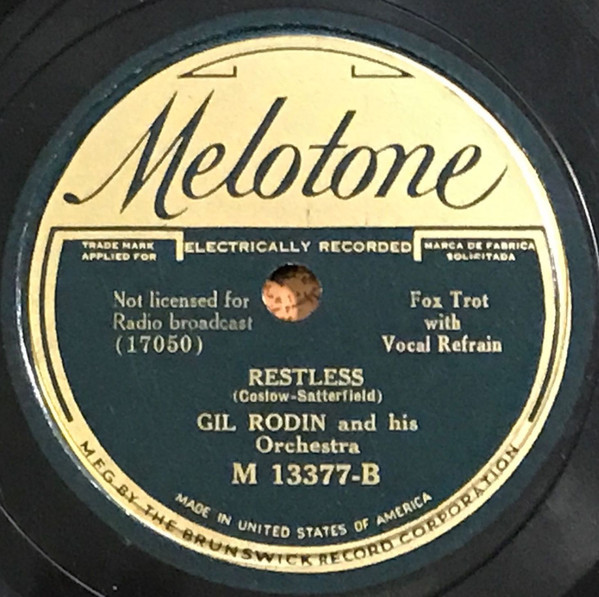 Melotone
TRADE MARK
APPLIED FOR
ELECTRICALLY RECORDED
MARCA DE FABRICA
SOLICITADA
Not licensed for
Radio broadcast
(17050)
Fox Trot
with
Vocal Refrain
RESTLESS
(Coslow-Satterfield)
GIL RODIN and his
Orchestra
M 13377-B
MADE IN UNITED STATES OF AMERICA
MFG BY THE BRUNSWICK RECORD CORPORATION